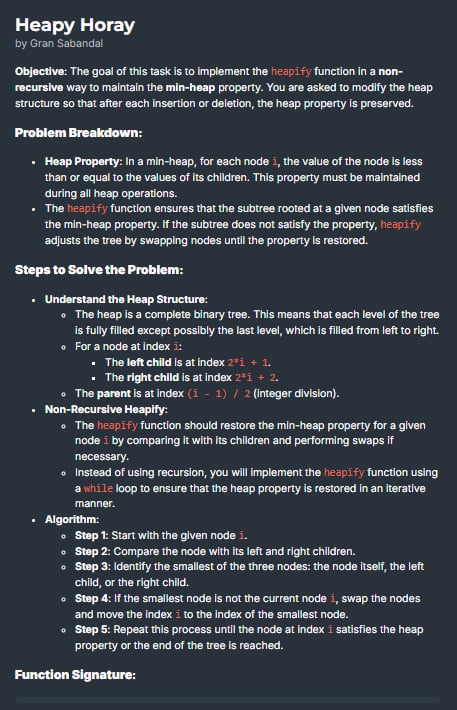 Heapy Horay
by Gran Sabandal
Objective: The goal of this task is to implement the heapify function in a non-
recursive way to maintain the min-heap property. You are asked to modify the heap
structure so that after each insertion or deletion, the heap property is preserved.
Problem Breakdown:
• Heap Property: In a min-heap, for each node i, the value of the node is less
than or equal to the values of its children. This property must be maintained
during all heap operations.
• The heapify function ensures that the subtree rooted at a given node satisfies
the min-heap property. If the subtree does not satisfy the property, heapify
adjusts the tree by swapping nodes until the property is restored.
Steps to Solve the Problem:
• Understand the Heap Structure:
◦ The heap is a complete binary tree. This means that each level of the tree
is fully filled except possibly the last level, which is filled from left to right.
◦ For a node at index i:
▪ The left child is at index 2*i + 1.
▪ The right child is at index 2*i + 2.
◦ The parent is at index (i - 1) / 2 (integer division).
• Non-Recursive Heapify:
◦ The heapify function should restore the min-heap property for a given
node i by comparing it with its children and performing swaps if
necessary.
◦ Instead of using recursion, you will implement the heapify function using
a while loop to ensure that the heap property is restored in an iterative
manner.
• Algorithm:
◦ Step 1: Start with the given node i.
◦ Step 2: Compare the node with its left and right children.
◦ Step 3: Identify the smallest of the three nodes: the node itself, the left
child, or the right child.
◦ Step 4: If the smallest node is not the current node i, swap the nodes
and move the index i to the index of the smallest node.
◦ Step 5: Repeat this process until the node at index i satisfies the heap
property or the end of the tree is reached.
Function Signature: